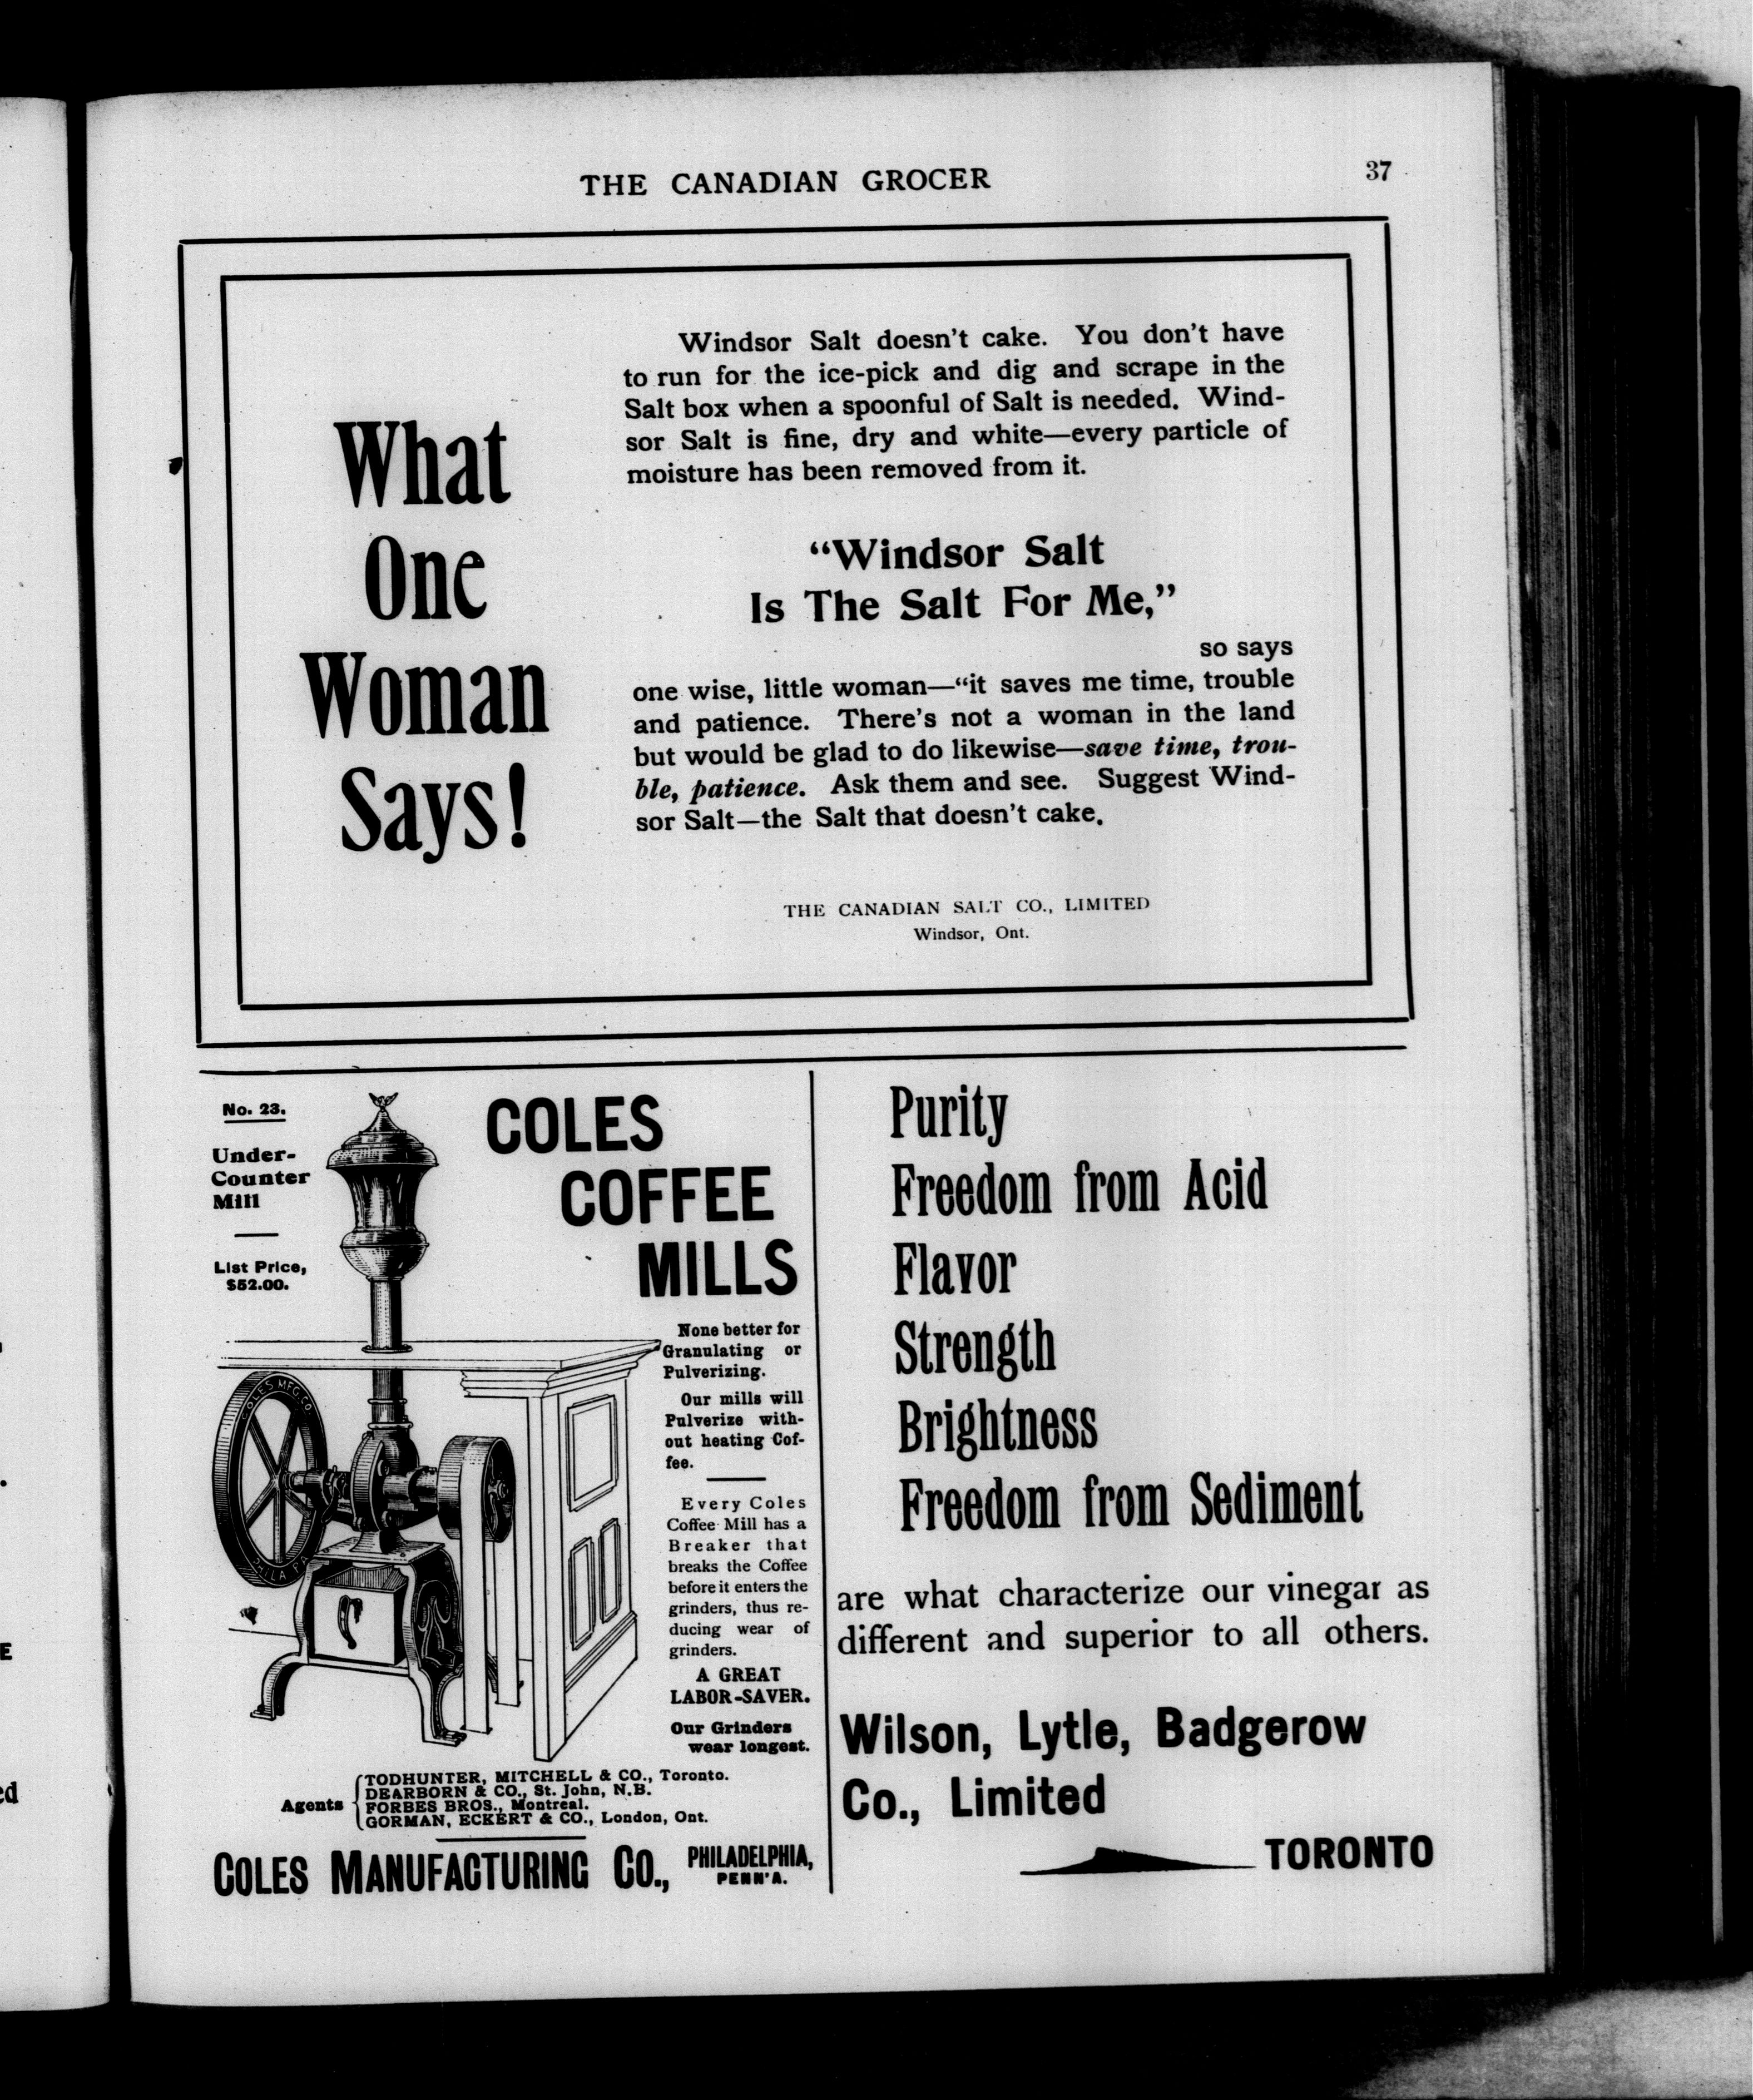 THE CANADIAN GROCER
37
What
One
Woman
Says!
Windsor Salt doesn't cake. You don't have
to run for the ice-pick and dig and scrape in the
Salt box when a spoonful of Salt is needed. Wind-
sor Salt is fine, dry and white—every particle of
moisture has been removed from it.
“Windsor Salt
Is The Salt For Me,”
so says
one wise, little woman—“it saves me time, trouble
and patience. There's not a woman in the land
but would be glad to do likewise—save time, trou-
ble, patience. Ask them and see. Suggest Wind-
sor Salt—the Salt that doesn't cake.
THE CANADIAN SALT CO., LIMITED
Windsor, Ont.
No. 23.
Under-
Counter
Mill
List Price,
$52.00.
COLES
COFFEE
MILLS
None better for
Granulating or
Pulverizing.
Our mills will
Pulverize with-
out heating Cof-
fee.
Every Coles
Coffee Mill has a
Breaker that
breaks the Coffee
before it enters the
grinders, thus re-
ducing wear of
grinders.
A GREAT
LABOR-SAVER.
Our Grinders
wear longest.
COLES MFG. CO.
PHILA PA
Agents
TODHUNTER, MITCHELL & CO., Toronto.
DEARBORN & CO., St. John, N.B.
FORBES BROS., Montreal.
GORMAN, ECKERT & CO., London, Ont.
COLES MANUFACTURING CO., PHILADELPHIA,
PENN'A.
Purity
Freedom from Acid
Flavor
Strength
Brightness
Freedom from Sediment
are what characterize our vinegar as
different and superior to all others.
Wilson, Lytle, Badgerow
Co., Limited
TORONTO
E
ed